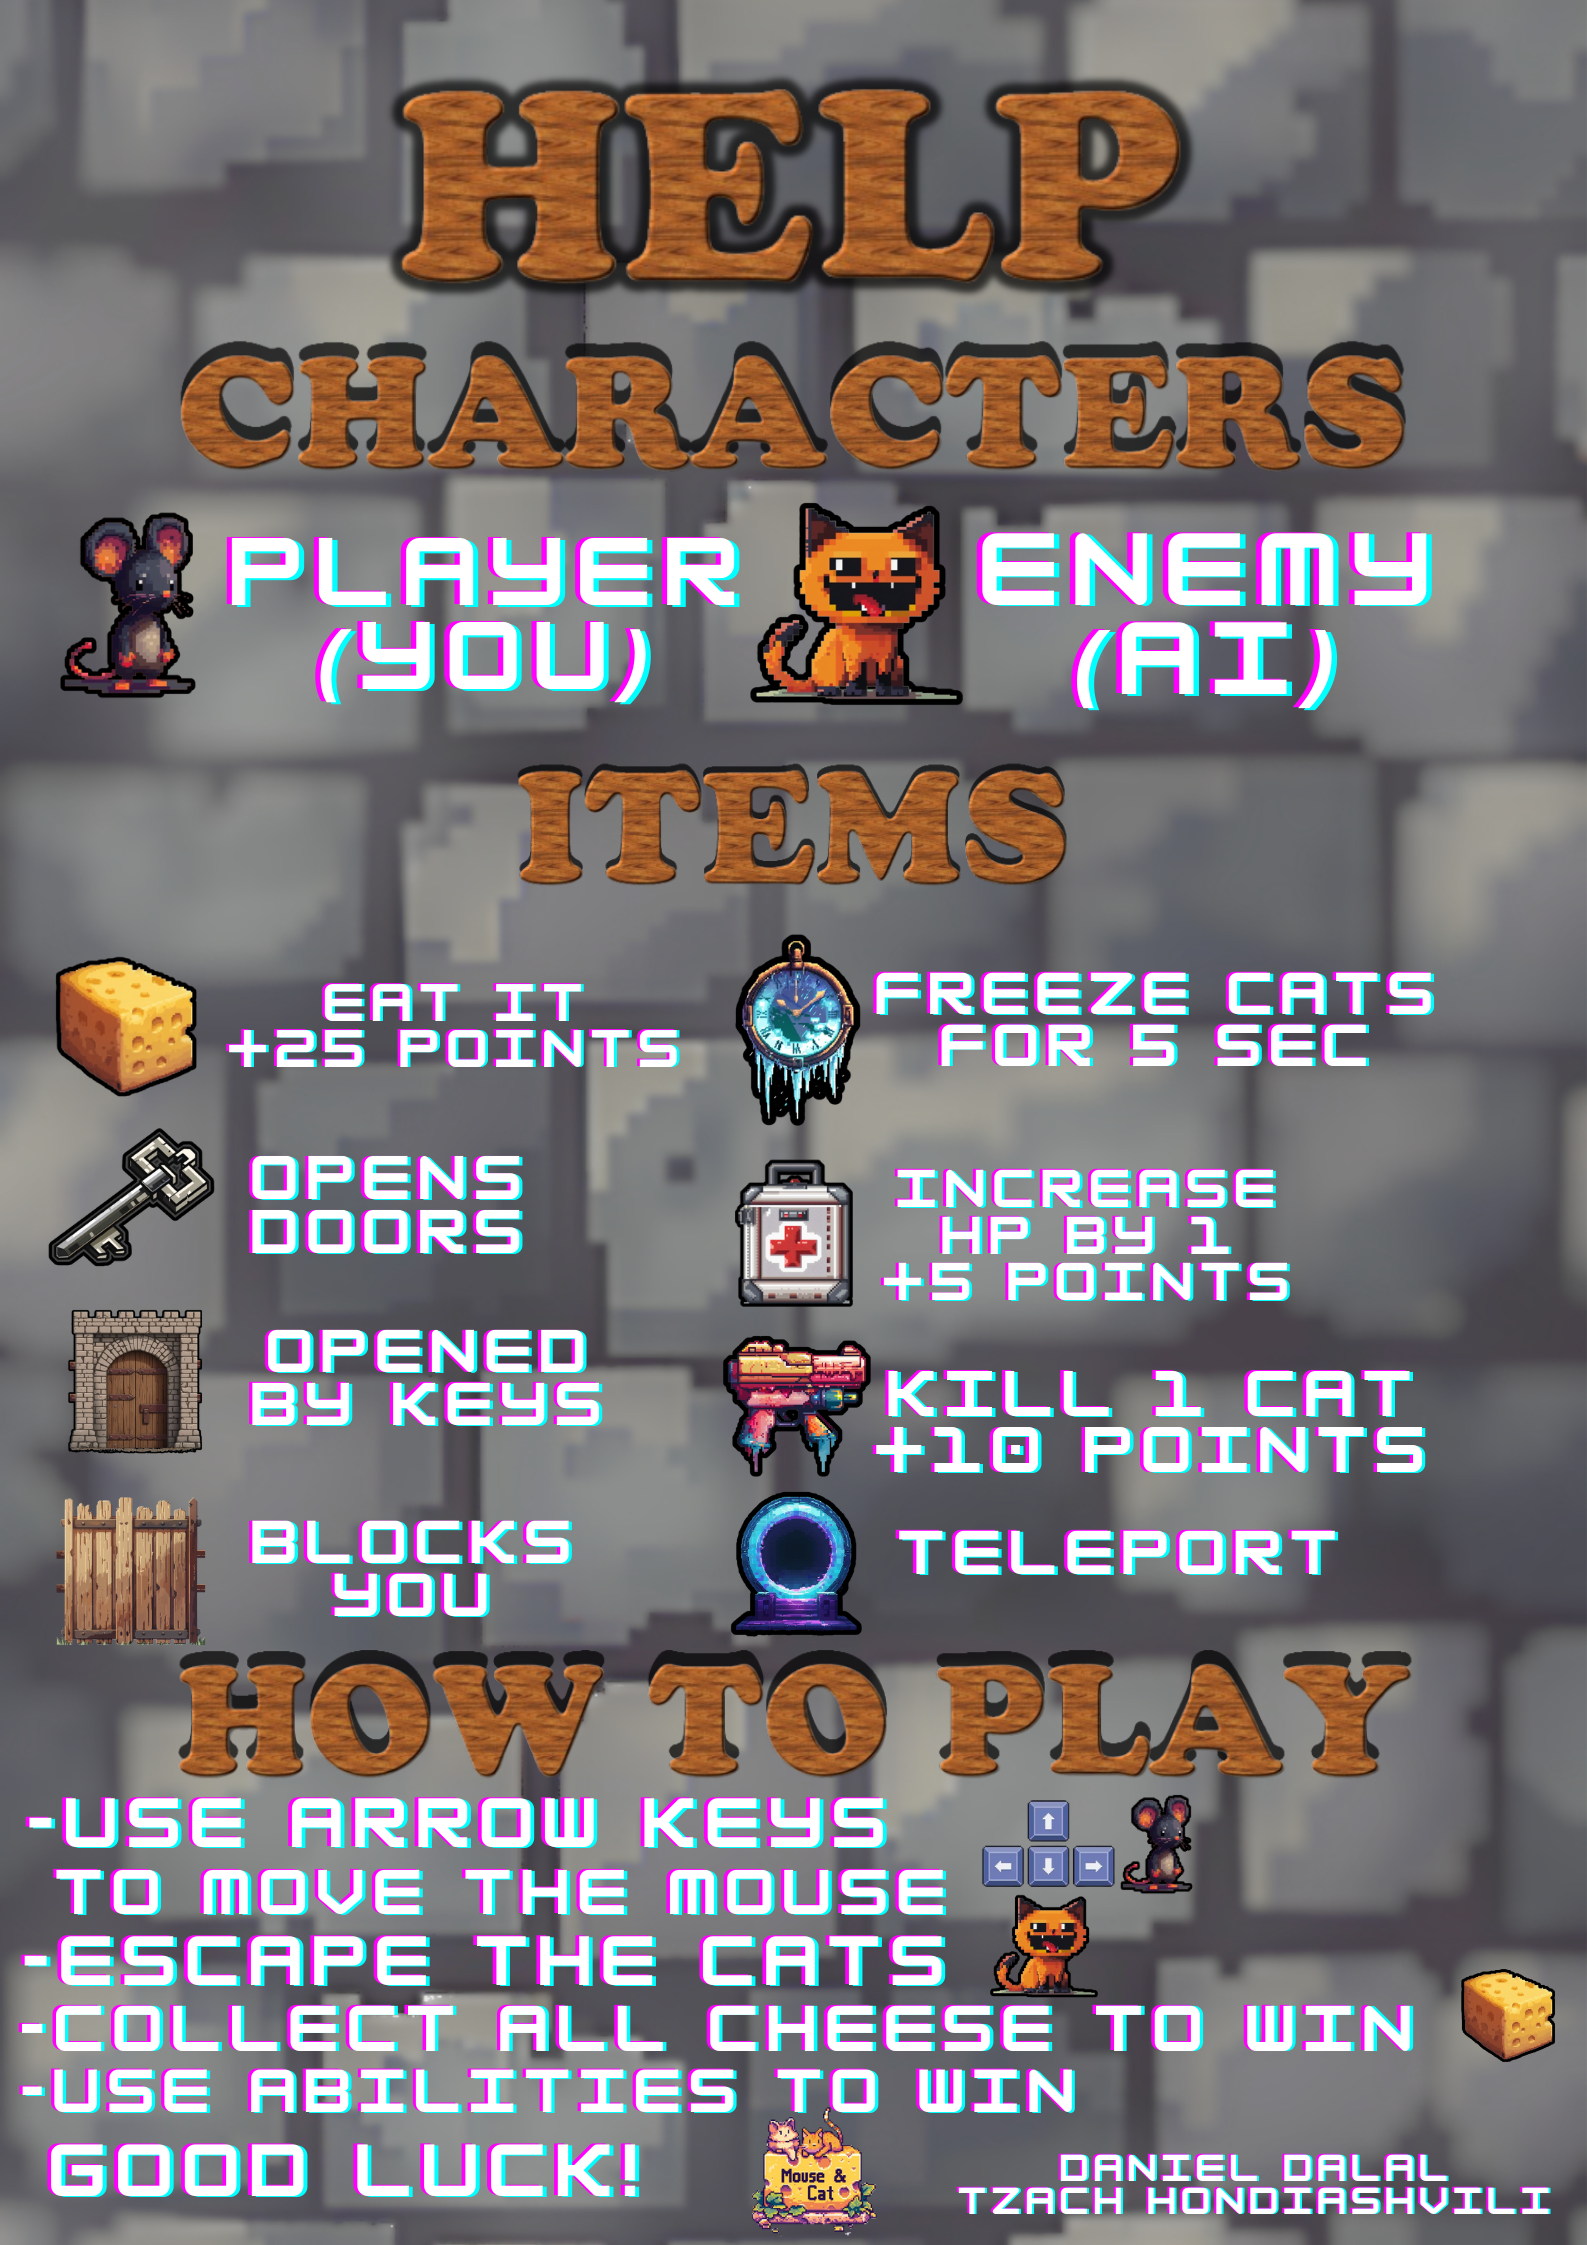 HELP
CHARACTERS
PLAYER
(YOU)
ENEMY
(AI)
ITEMS
EAT IT
+25 POINTS
FREEZE CATS
FOR 5 SEC
OPENS
DOORS
INCREASE
HP BY 1
+5 POINTS
OPENED
BY KEYS
KILL 1 CAT
+10 POINTS
BLOCKS
YOU
TELEPORT
HOW TO PLAY
-USE ARROW KEYS
TO MOVE THE MOUSE
-ESCAPE THE CATS
-COLLECT ALL CHEESE TO WIN
-USE ABILITIES TO WIN
GOOD LUCK!
Mouse &
Cat
DANIEL DALAL
TZACH HONDIASHVILI